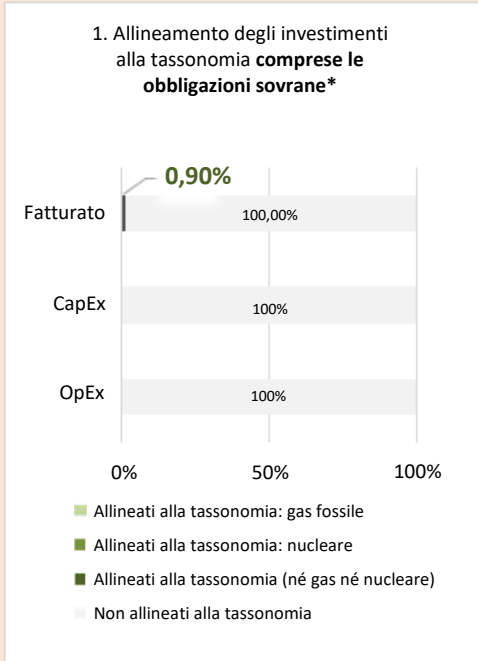 1. Allineamento degli investimenti
alla tassonomia comprese le
obbligazioni sovrane*
0,90%
Fatturato
100,00%
CapEx
100%
OpEx
100%
0%
50%
100%
Allineati alla tassonomia: gas fossile
Allineati alla tassonomia: nucleare
Allineati alla tassonomia (né gas né nucleare)
Non allineati alla tassonomia